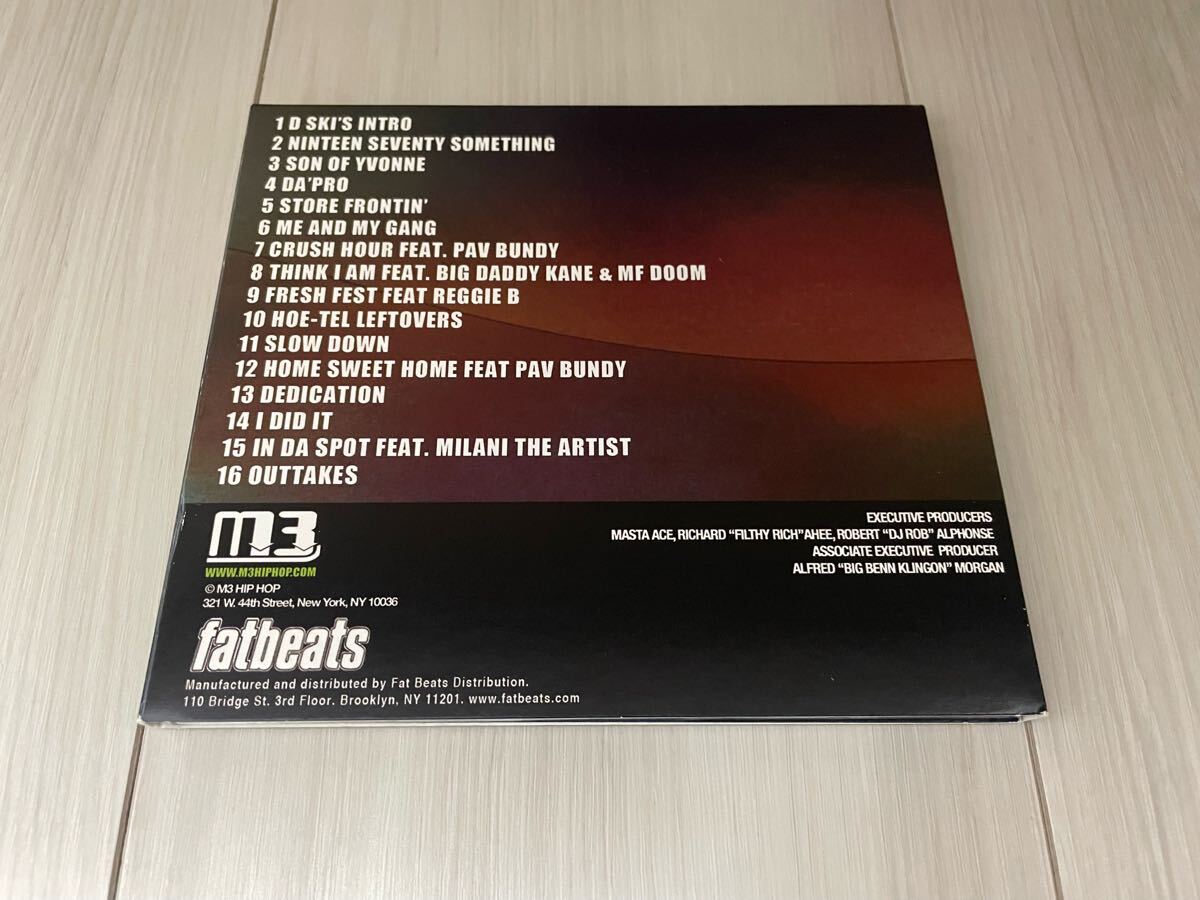 1 D SKI'S INTRO
2 NINTEEN SEVENTY SOMETHING
3 SON OF YVONNE
4 DA'PRO
5 STORE FRONTIN'
6 ME AND MY GANG
7 CRUSH HOUR FEAT. PAV BUNDY
8 THINK I AM FEAT. BIG DADDY KANE & MF DOOM
9 FRESH FEST FEAT REGGIE B
10 HOE-TEL LEFTOVERS
11 SLOW DOWN
12 HOME SWEET HOME FEAT PAV BUNDY
13 DEDICATION
14 I DID IT
15 IN DA SPOT FEAT. MILANI THE ARTIST
16 OUTTAKES
M3
WWW.M3HIPHOP.COM
© M3 HIP HOP
321 W. 44th Street, New York, NY 10036
EXECUTIVE PRODUCERS
MASTA ACE, RICHARD "FILTHY RICH"AHEE, ROBERT "DJ ROB" ALPHONSE
ASSOCIATE EXECUTIVE PRODUCER
ALFRED "BIG BENN KLINGON" MORGAN
fatbeats
Manufactured and distributed by Fat Beats Distribution.
110 Bridge St. 3rd Floor. Brooklyn, NY 11201. www.fatbeats.com